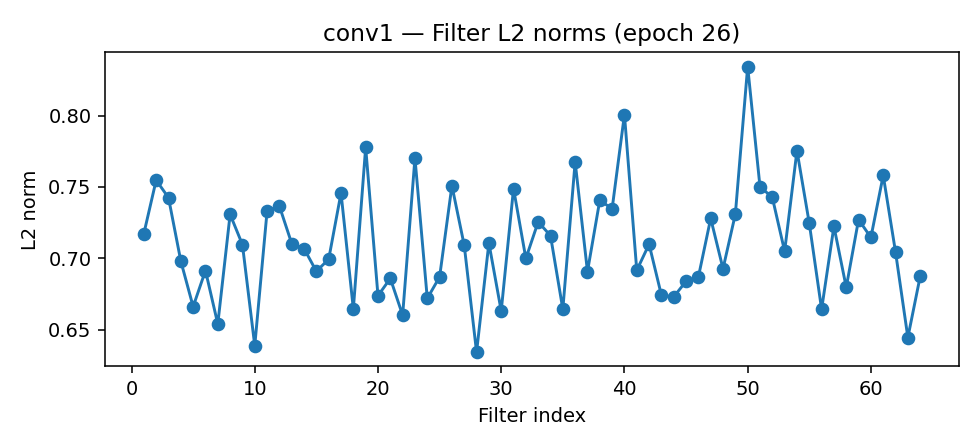 conv1 — Filter L2 norms (epoch 26)
L2 norm
0.80
0.75
0.70
0.65
0 10 20 30 40 50 60
Filter index